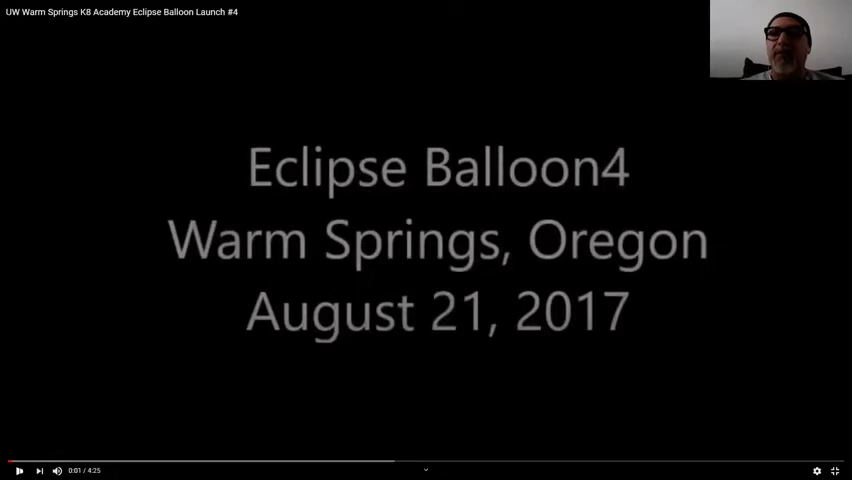 UW Warm Springs K8 Academy Eclipse Balloon Launch #4
Eclipse Balloon4
Warm Springs, Oregon
August 21, 2017
0:01 / 4:25